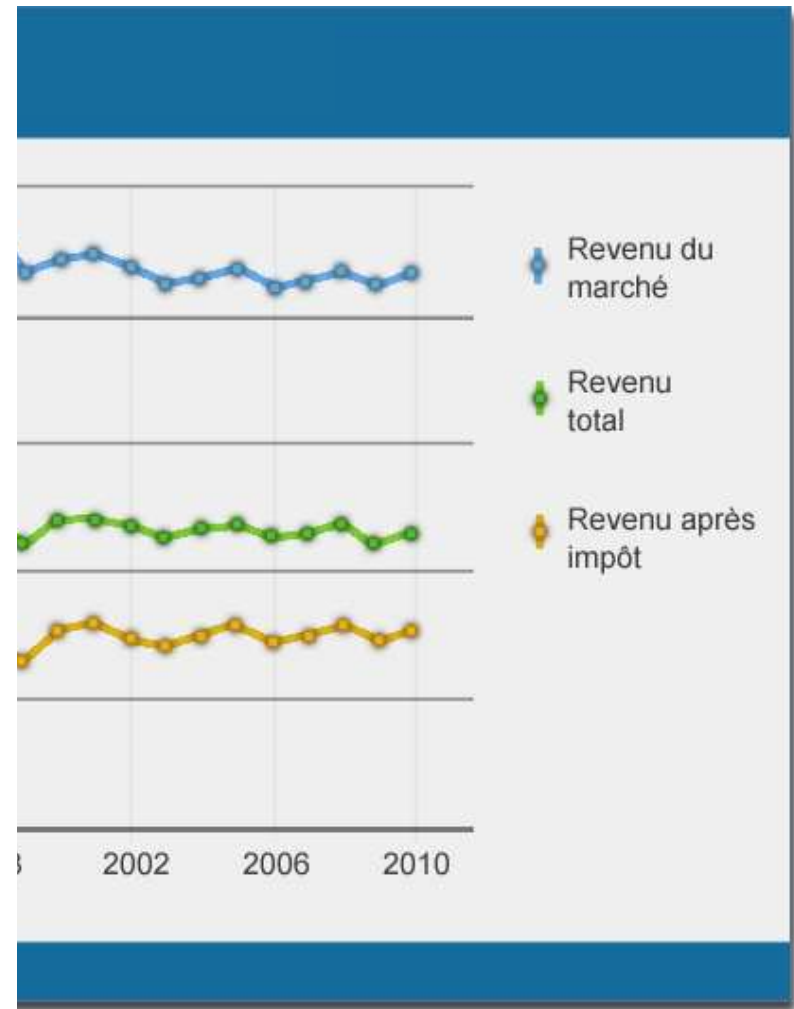 Revenu du
marché
Revenu
total
Revenu après
impôt
2002 2006 2010